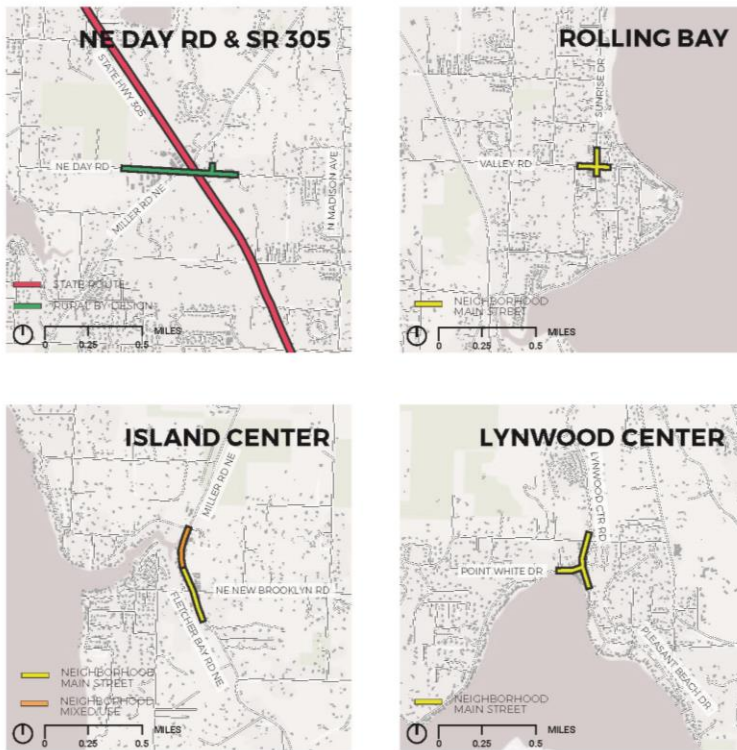 NE DAY RD & SR 305
STATE HWY 305
NE DAY RD
MILLER RD NE
N MADISON AVE
STATE ROUTE
RURAL BY DESIGN
MILES
0 0.25 0.5
ROLLING BAY
SUNRISE DR
VALLEY RD
NEIGHBORHOOD
MAIN STREET
MILES
0 0.25 0.5
ISLAND CENTER
MILLER RD NE
NE NEW BROOKLYN RD
FLETCHER BAY RD NE
NEIGHBORHOOD
MAIN STREET
NEIGHBORHOOD
MIXED USE
MILES
0 0.25 0.5
LYNWOOD CENTER
LYNWOOD CTR RD
POINT WHITE DR
PLEASANT BEACH DR
NEIGHBORHOOD
MAIN STREET
MILES
0 0.25 0.5